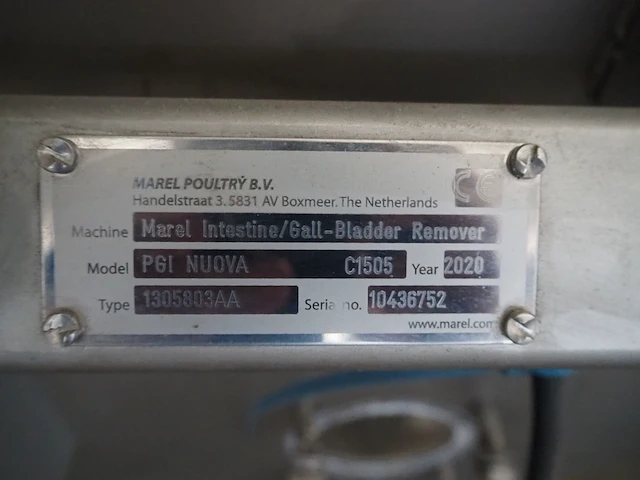 MAREL POULTRY B.V.
Handelstraat 3. 5831 AV Boxmeer. The Netherlands
CE
Machine Marel Intestine/Gall-Bladder Remover
Model PGI NUOVA C1505 Year 2020
Type 1305803AA Serial no. 10436752
www.marel.com